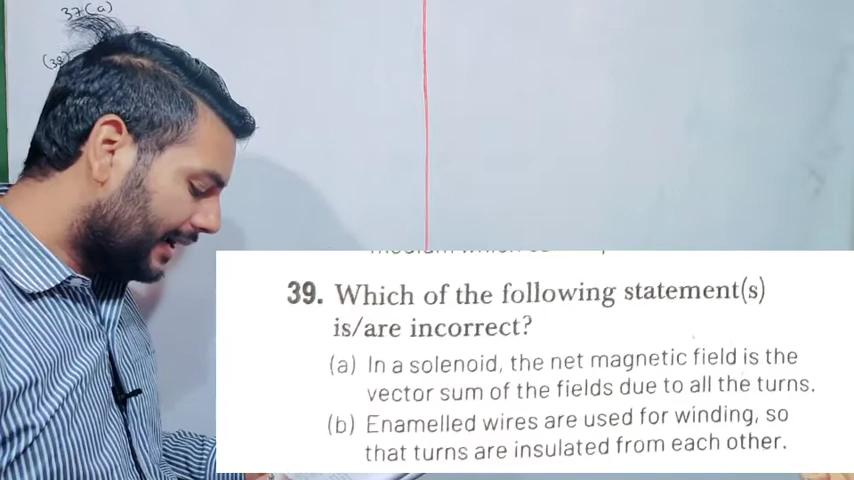 37 (a)
(38)
39. Which of the following statement(s)
is/are incorrect?
(a) In a solenoid, the net magnetic field is the
vector sum of the fields due to all the turns.
(b) Enamelled wires are used for winding, so
that turns are insulated from each other.